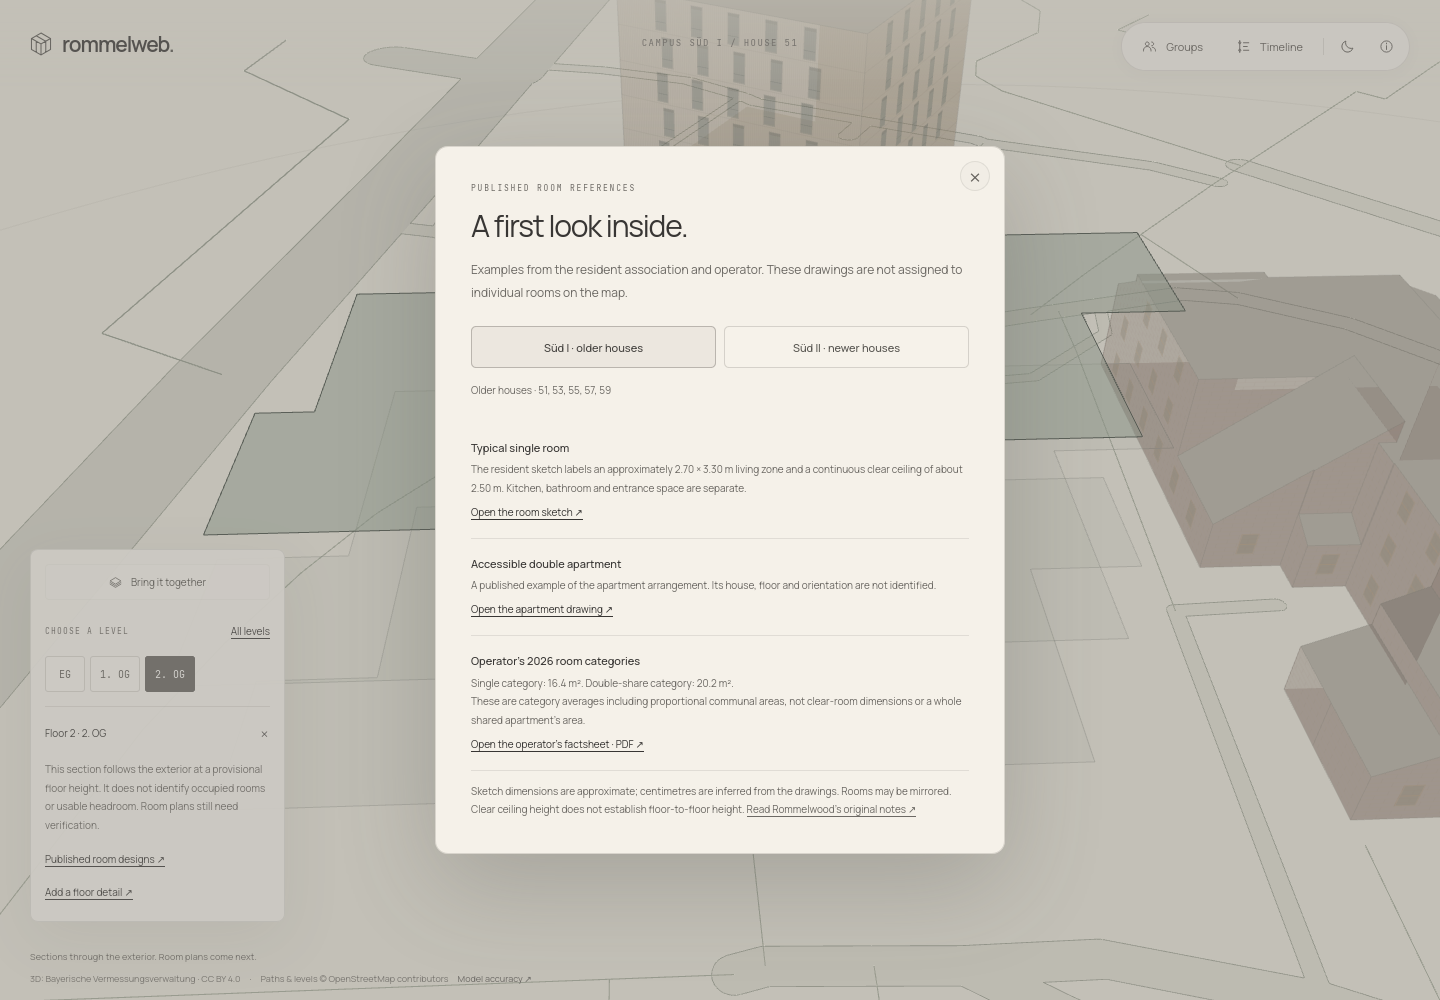 rommelweb.
CAMPUS SÜD I / HOUSE 51
Groups
Timeline
PUBLISHED ROOM REFERENCES
A first look inside.
Examples from the resident association and operator. These drawings are not assigned to
individual rooms on the map.
Süd I · older houses
Süd II · newer houses
Older houses · 51, 53, 55, 57, 59
Typical single room
The resident sketch labels an approximately 2.70 × 3.30 m living zone and a continuous clear ceiling of about
2.50 m. Kitchen, bathroom and entrance space are separate.
Open the room sketch ↗
Accessible double apartment
A published example of the apartment arrangement. Its house, floor and orientation are not identified.
Open the apartment drawing ↗
Operator's 2026 room categories
Single category: 16.4 m². Double-share category: 20.2 m².
These are category averages including proportional communal areas, not clear-room dimensions or a whole
shared apartment's area.
Open the operator's factsheet · PDF ↗
Sketch dimensions are approximate; centimetres are inferred from the drawings. Rooms may be mirrored.
Clear ceiling height does not establish floor-to-floor height. Read Rommelwood's original notes ↗
Bring it together
CHOOSE A LEVEL
All levels
EG
1. OG
2. OG
Floor 2 · 2. OG
This section follows the exterior at a provisional
floor height. It does not identify occupied rooms
or usable headroom. Room plans still need
verification.
Published room designs ↗
Add a floor detail ↗
Sections through the exterior. Room plans come next.
3D: Bayerische Vermessungsverwaltung · CC BY 4.0 · Paths & levels © OpenStreetMap contributors Model accuracy ↗